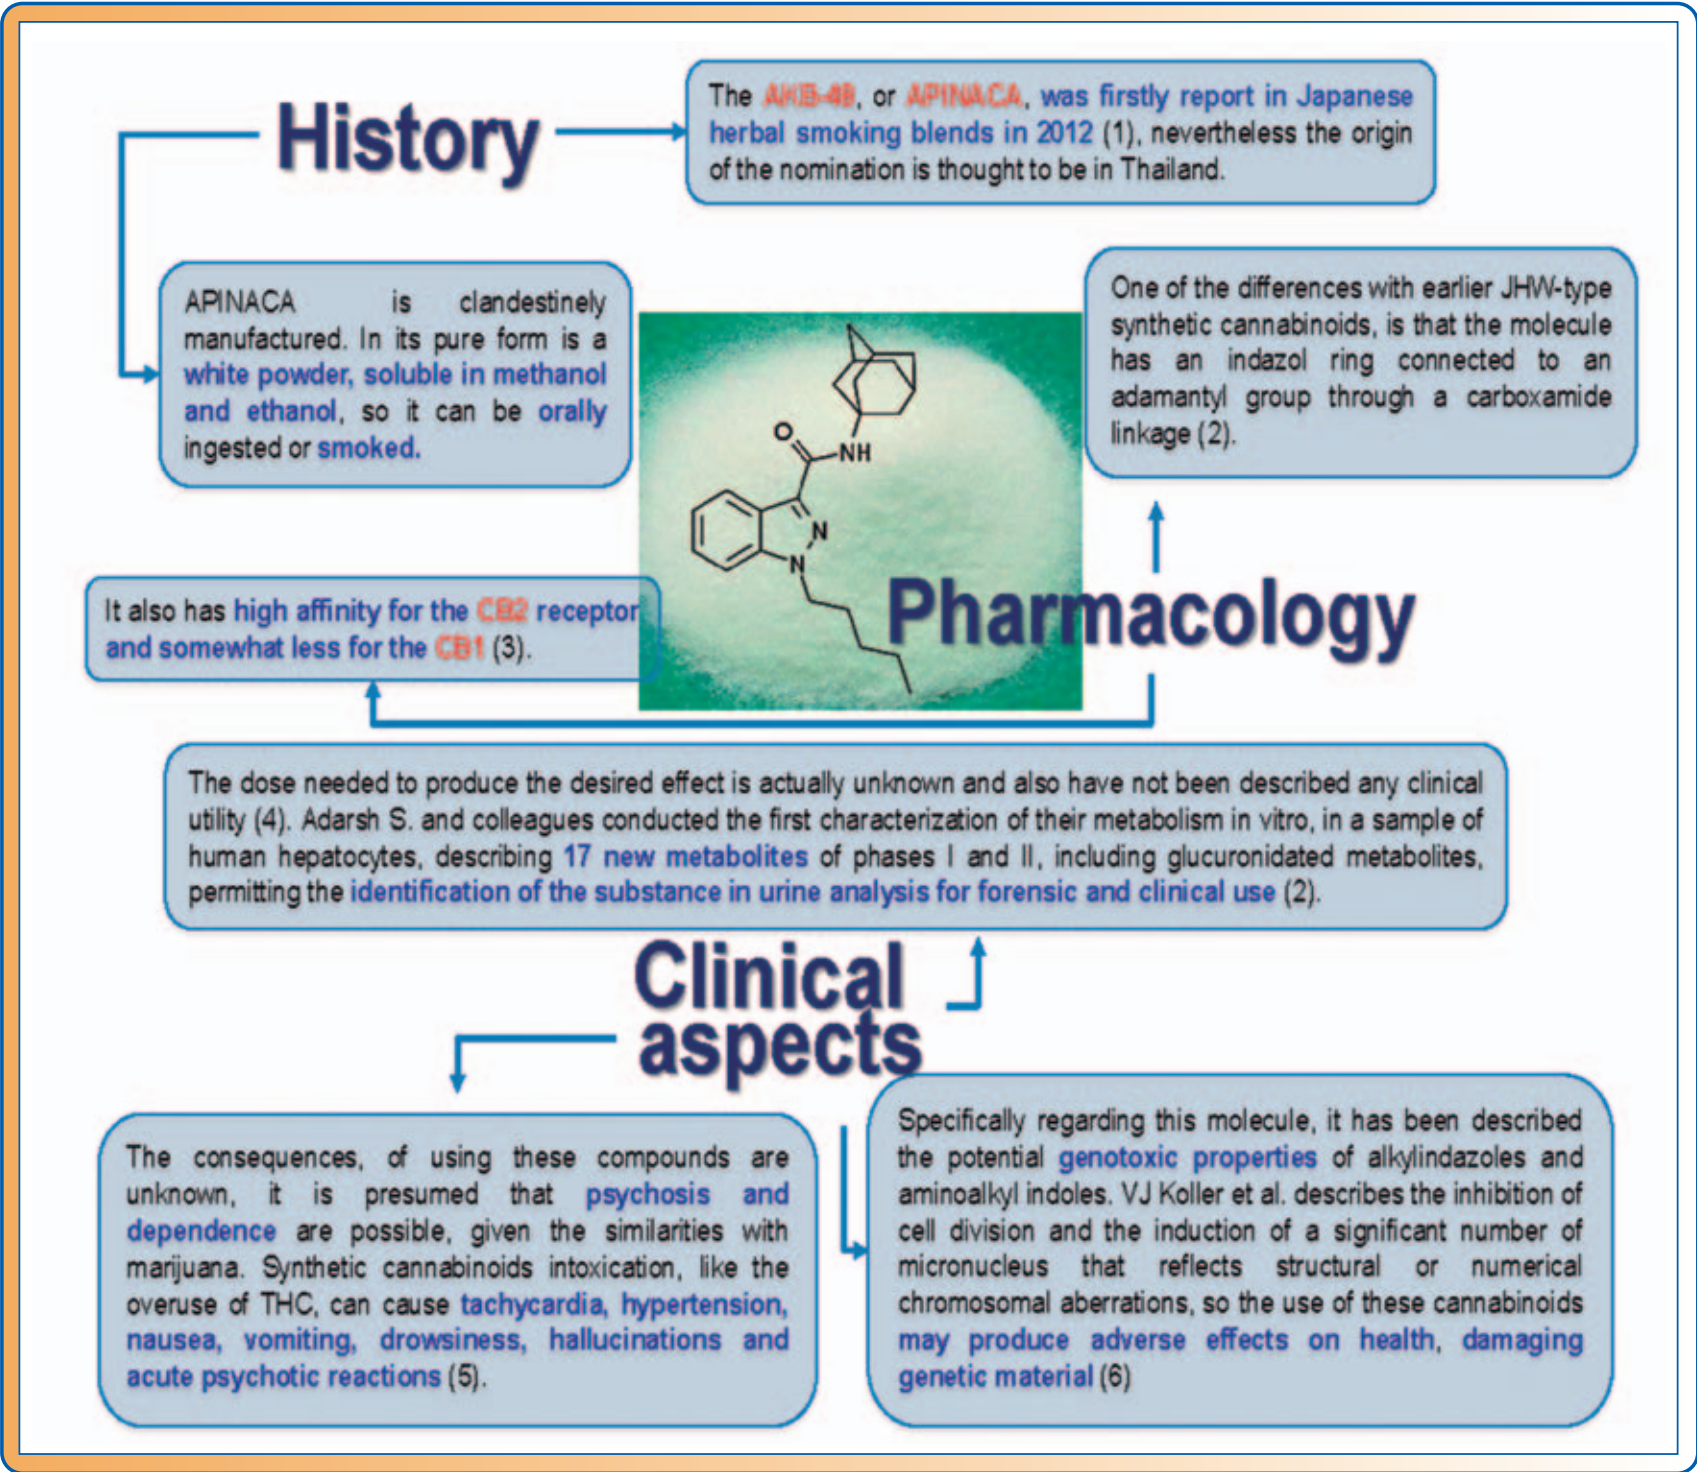 History
The AKB-48, or APINACA, was firstly report in Japanese
herbal smoking blends in 2012 (1), nevertheless the origin
of the nomination is thought to be in Thailand.
APINACA is clandestinely
manufactured. In its pure form is a
white powder, soluble in methanol
and ethanol, so it can be orally
ingested or smoked.
One of the differences with earlier JHW-type
synthetic cannabinoids, is that the molecule
has an indazol ring connected to an
adamantyl group through a carboxamide
linkage (2).
O
NH
N
N
Pharmacology
It also has high affinity for the CB2 receptor
and somewhat less for the CB1 (3).
The dose needed to produce the desired effect is actually unknown and also have not been described any clinical
utility (4). Adarsh S. and colleagues conducted the first characterization of their metabolism in vitro, in a sample of
human hepatocytes, describing 17 new metabolites of phases I and II, including glucuronidated metabolites,
permitting the identification of the substance in urine analysis for forensic and clinical use (2).
Clinical
aspects
The consequences, of using these compounds are
unknown, it is presumed that psychosis and
dependence are possible, given the similarities with
marijuana. Synthetic cannabinoids intoxication, like the
overuse of THC, can cause tachycardia, hypertension,
nausea, vomiting, drowsiness, hallucinations and
acute psychotic reactions (5).
Specifically regarding this molecule, it has been described
the potential genotoxic properties of alkylindazoles and
aminoalkyl indoles. VJ Koller et al. describes the inhibition of
cell division and the induction of a significant number of
micronucleus that reflects structural or numerical
chromosomal aberrations, so the use of these cannabinoids
may produce adverse effects on health, damaging
genetic material (6)